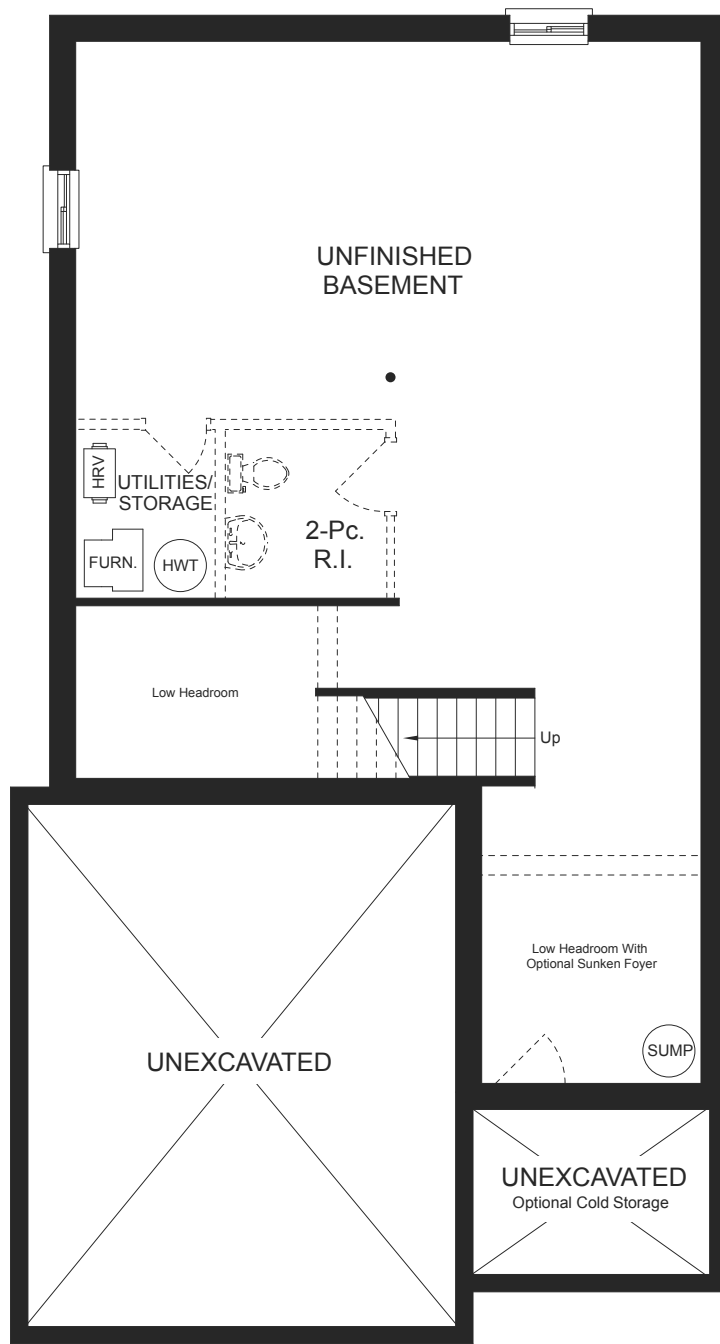 UNFINISHED
BASEMENT
HRV
UTILITIES/
STORAGE
2-Pc.
R.I.
FURN.
HWT
Low Headroom
Up
Low Headroom With
Optional Sunken Foyer
SUMP
UNEXCAVATED
UNEXCAVATED
Optional Cold Storage